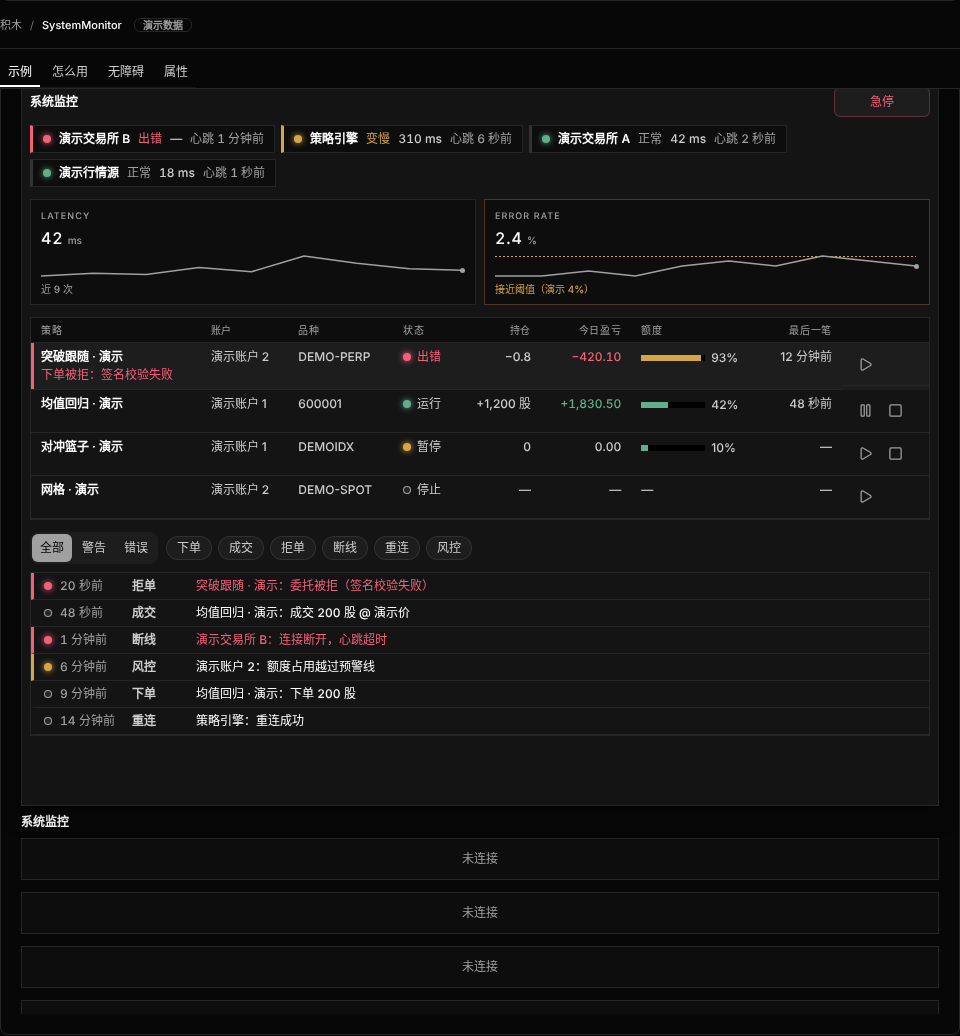 积木 / SystemMonitor 演示数据
示例 怎么用 无障碍 属性
系统监控 急停
演示交易所 B 出错 — 心跳 1 分钟前 策略引擎 变慢 310 ms 心跳 6 秒前 演示交易所 A 正常 42 ms 心跳 2 秒前
演示行情源 正常 18 ms 心跳 1 秒前
LATENCY
42 ms
近 9 次
ERROR RATE
2.4 %
接近阈值（演示 4%）
策略 账户 品种 状态 持仓 今日盈亏 额度 最后一笔
突破跟随 · 演示 演示账户 2 DEMO-PERP 出错 −0.8 −420.10 93% 12 分钟前
下单被拒：签名校验失败
均值回归 · 演示 演示账户 1 600001 运行 +1,200 股 +1,830.50 42% 48 秒前
对冲篮子 · 演示 演示账户 1 DEMOIDX 暂停 0 0.00 10% —
网格 · 演示 演示账户 2 DEMO-SPOT 停止 — — — —
全部 警告 错误 下单 成交 拒单 断线 重连 风控
20 秒前 拒单 突破跟随 · 演示：委托被拒（签名校验失败）
48 秒前 成交 均值回归 · 演示：成交 200 股 @ 演示价
1 分钟前 断线 演示交易所 B：连接断开，心跳超时
6 分钟前 风控 演示账户 2：额度占用越过预警线
9 分钟前 下单 均值回归 · 演示：下单 200 股
14 分钟前 重连 策略引擎：重连成功
系统监控
未连接
未连接
未连接